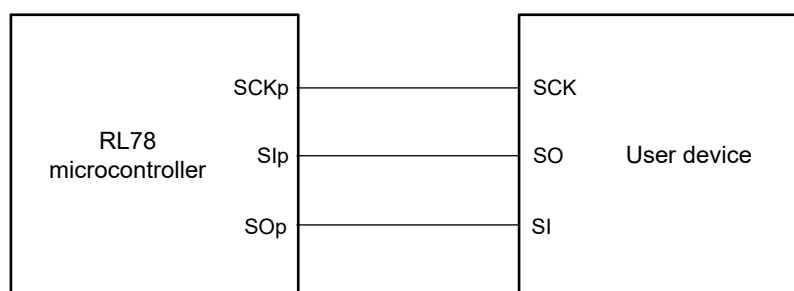 SCKp
SCK
RL78
microcontroller
SIp
SO
User device
SOp
SI